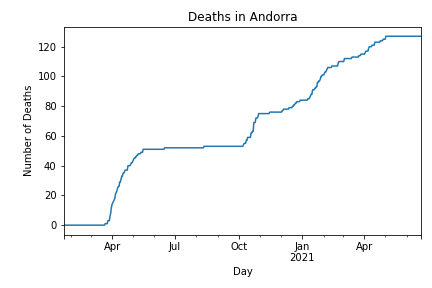 Deaths in Andorra
Number of Deaths
120
100
80
60
40
20
0
Apr
Jul
Oct
Jan
2021
Apr
Day